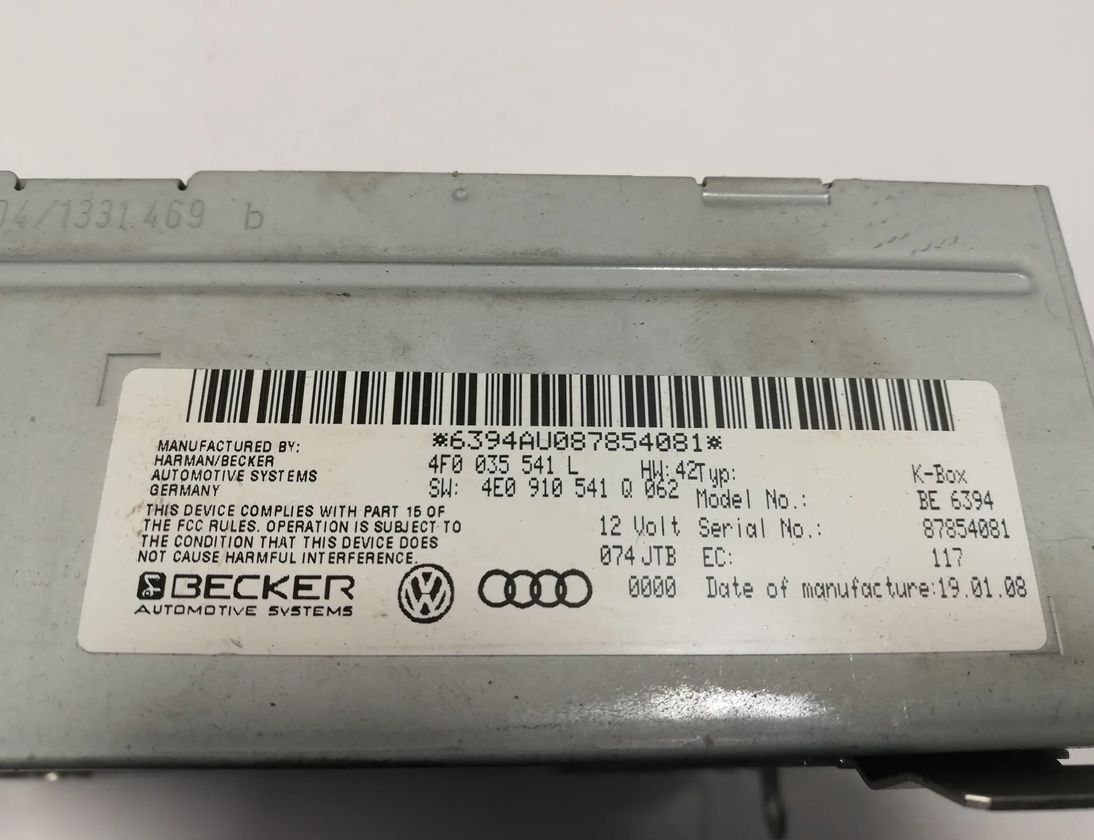 04/1331.469 b
*6394AU087854081*
MANUFACTURED BY:
HARMAN/BECKER
AUTOMOTIVE SYSTEMS
GERMANY
THIS DEVICE COMPLIES WITH PART 15 OF
THE FCC RULES. OPERATION IS SUBJECT TO
THE CONDITION THAT THIS DEVICE DOES
NOT CAUSE HARMFUL INTERFERENCE.
BECKER
AUTOMOTIVE SYSTEMS
4F0 035 541 L HW:42
SW: 4E0 910 541 Q 062
12 Volt
074 JTB
0000
Typ: K-Box
Model No.: BE 6394
Serial No.: 87854081
EC: 117
Date of manufacture:19.01.08